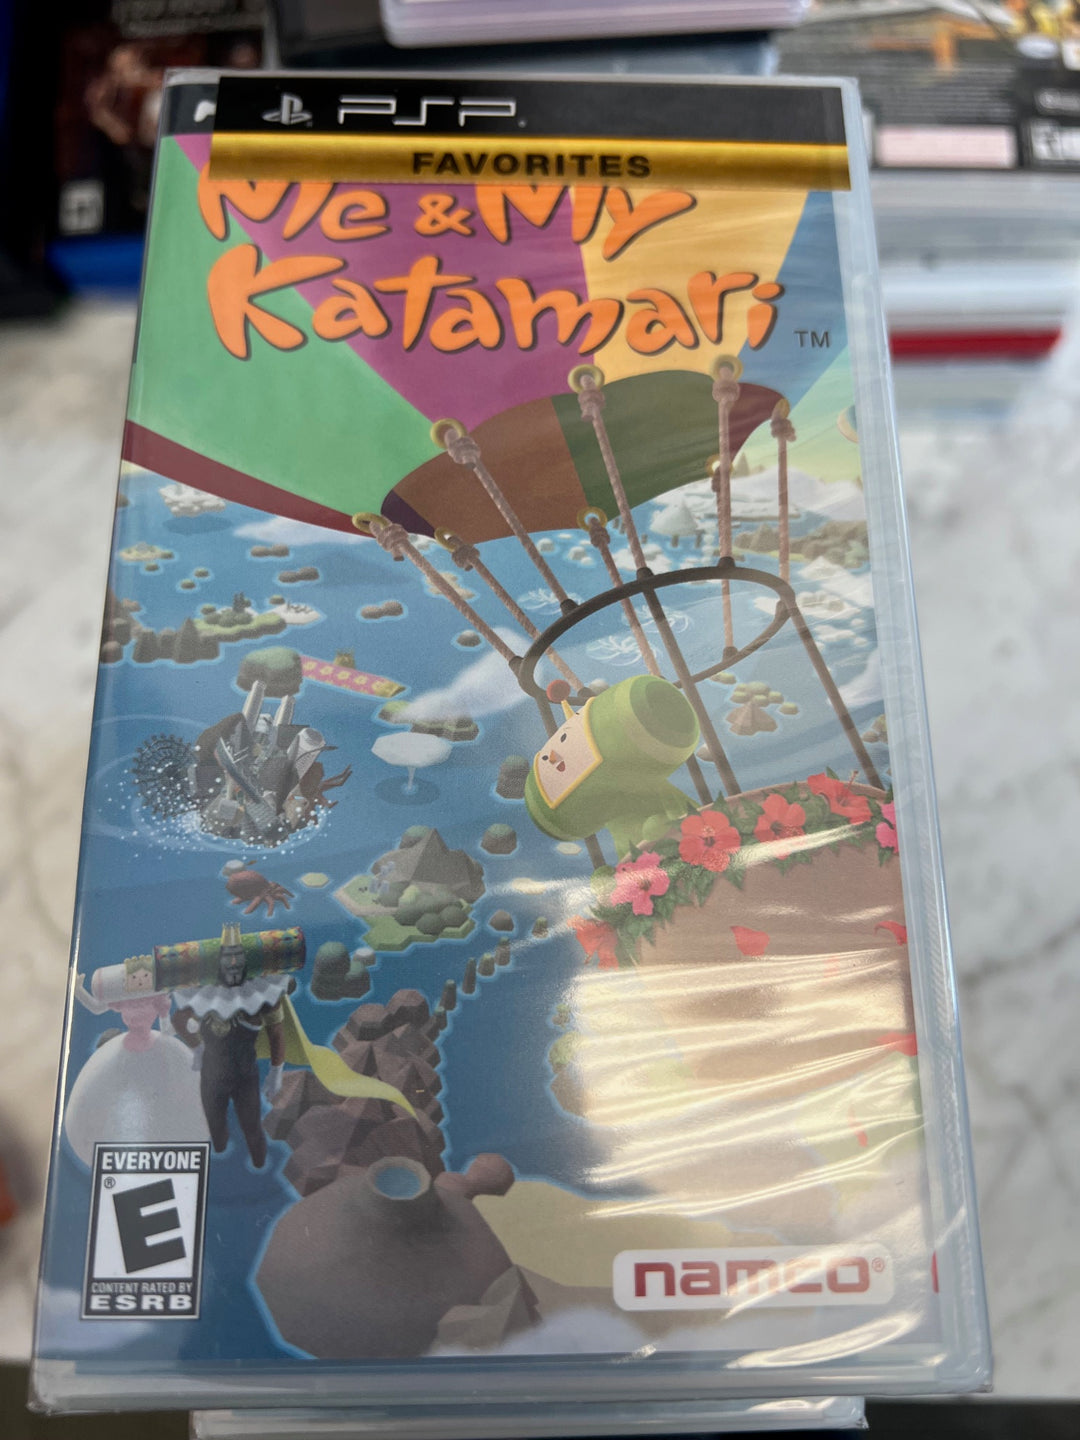 PSP.
FAVORITES
Me & My
Katamari
TM
EVERYONE
E
®
CONTENT RATED BY
ESRB
namco®